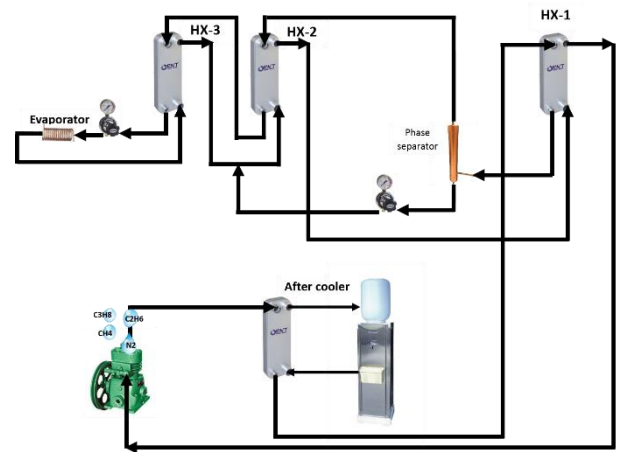 HX-1
HX-3
HX-2
Evaporator
Phase
separator
After cooler
C3H8
C2H6
CH4
N2